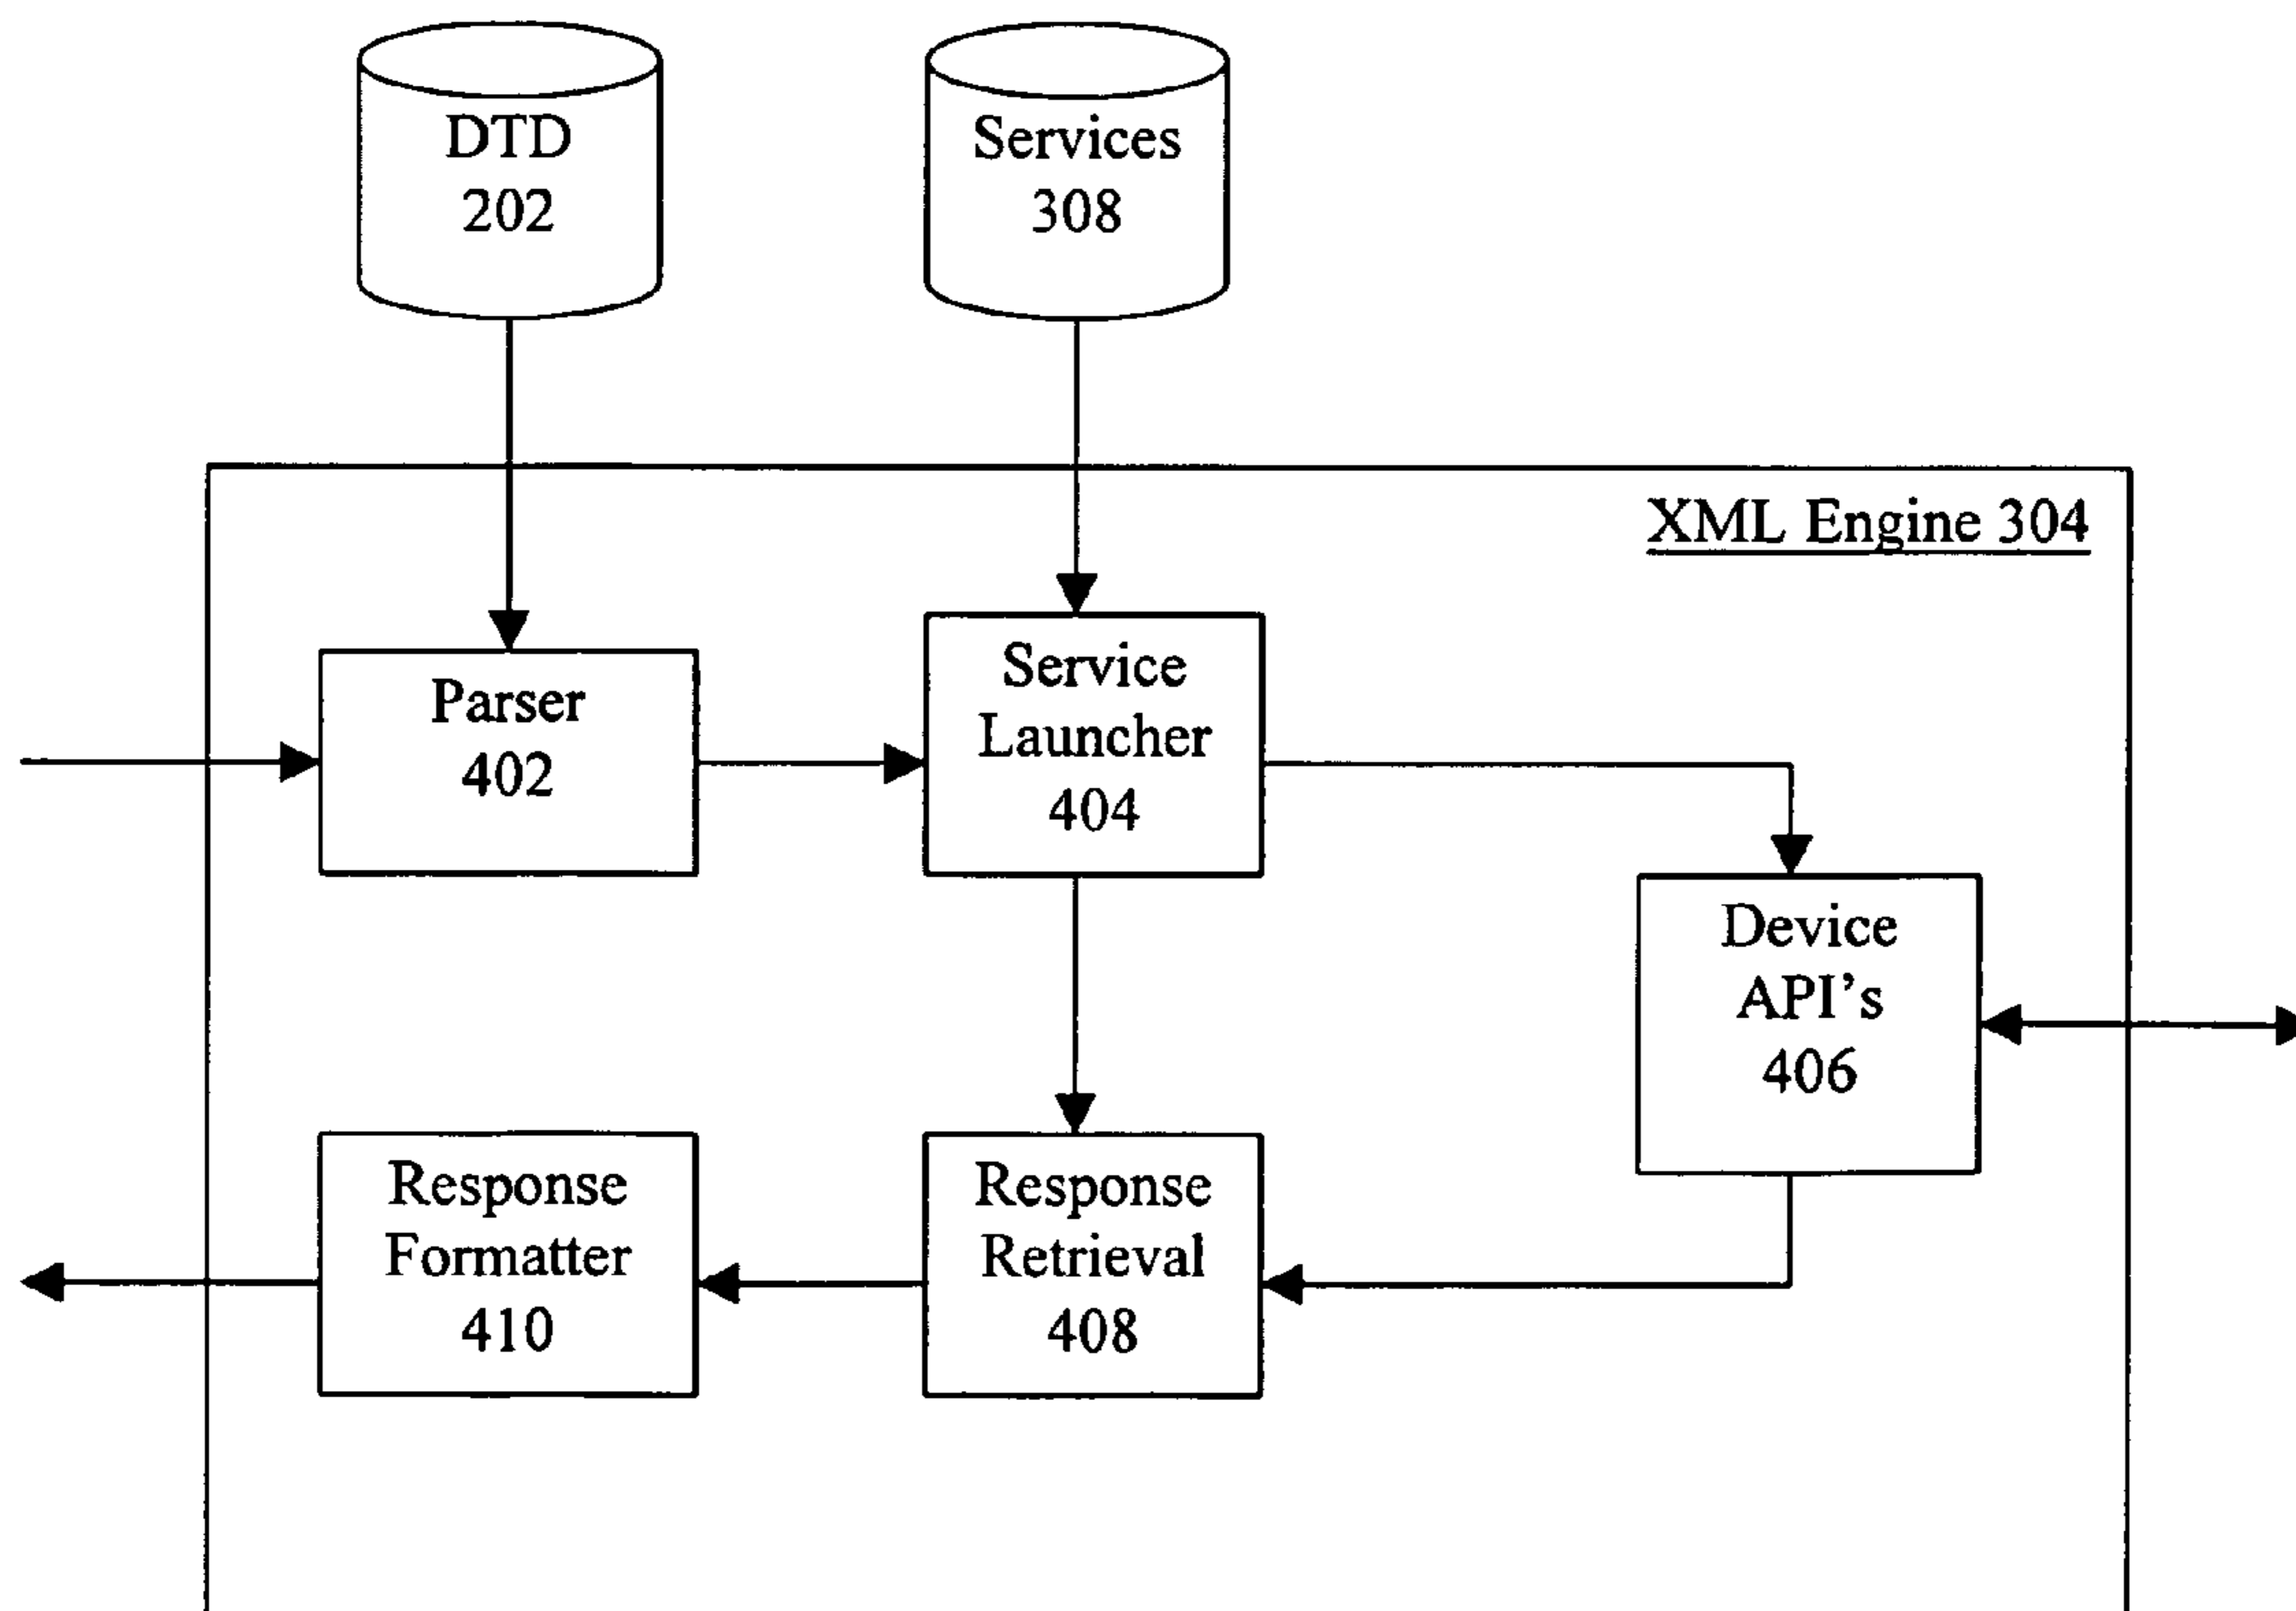 DTD
202
Services
308
XML Engine 304
Parser
402
Service
Launcher
404
Device
API's
406
Response
Formatter
410
Response
Retrieval
408